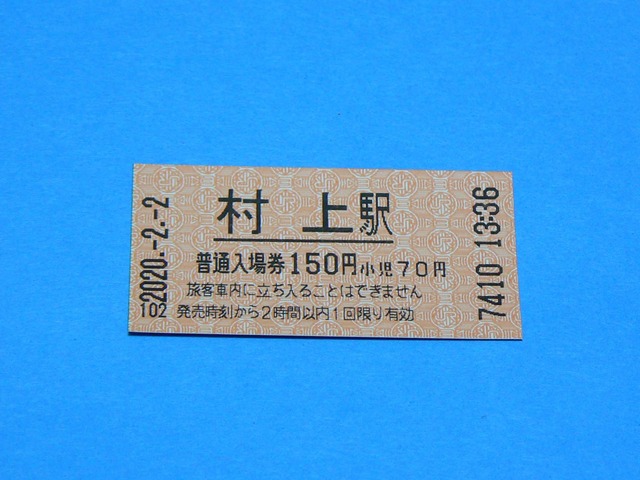 村上駅
普通入場券150円小児70円
旅客車内に立ち入ることはできません
発売時刻から2時間以内1回限り有効
2020.-2.-2
102
7410 13:36